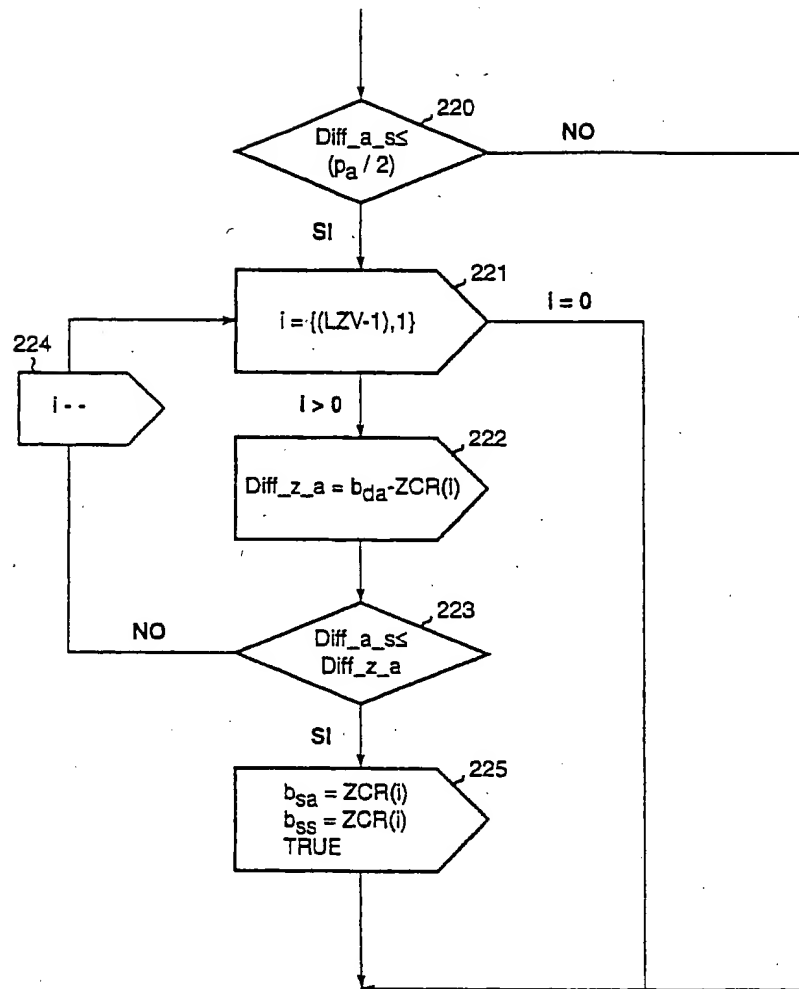 220
Diff_a_s≤
(pa / 2)
NO
SI
221
i = {(LZV-1),1}
i = 0
224
i - -
i > 0
222
Diff_z_a = bda-ZCR(i)
223
NO
Diff_a_s≤
Diff_z_a
SI
225
bsa = ZCR(i)
bss = ZCR(i)
TRUE